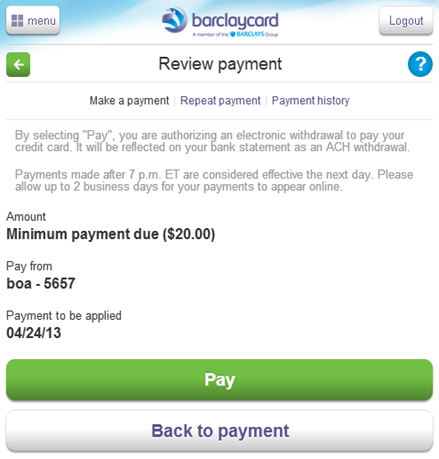 menu
barclaycard
A member of the BARCLAYS Group
Logout
Review payment
?
Make a payment | Repeat payment | Payment history
By selecting "Pay", you are authorizing an electronic withdrawal to pay your
credit card. It will be reflected on your bank statement as an ACH withdrawal.
Payments made after 7 p.m. ET are considered effective the next day. Please
allow up to 2 business days for your payments to appear online.
Amount
Minimum payment due ($20.00)
Pay from
boa - 5657
Payment to be applied
04/24/13
Pay
Back to payment